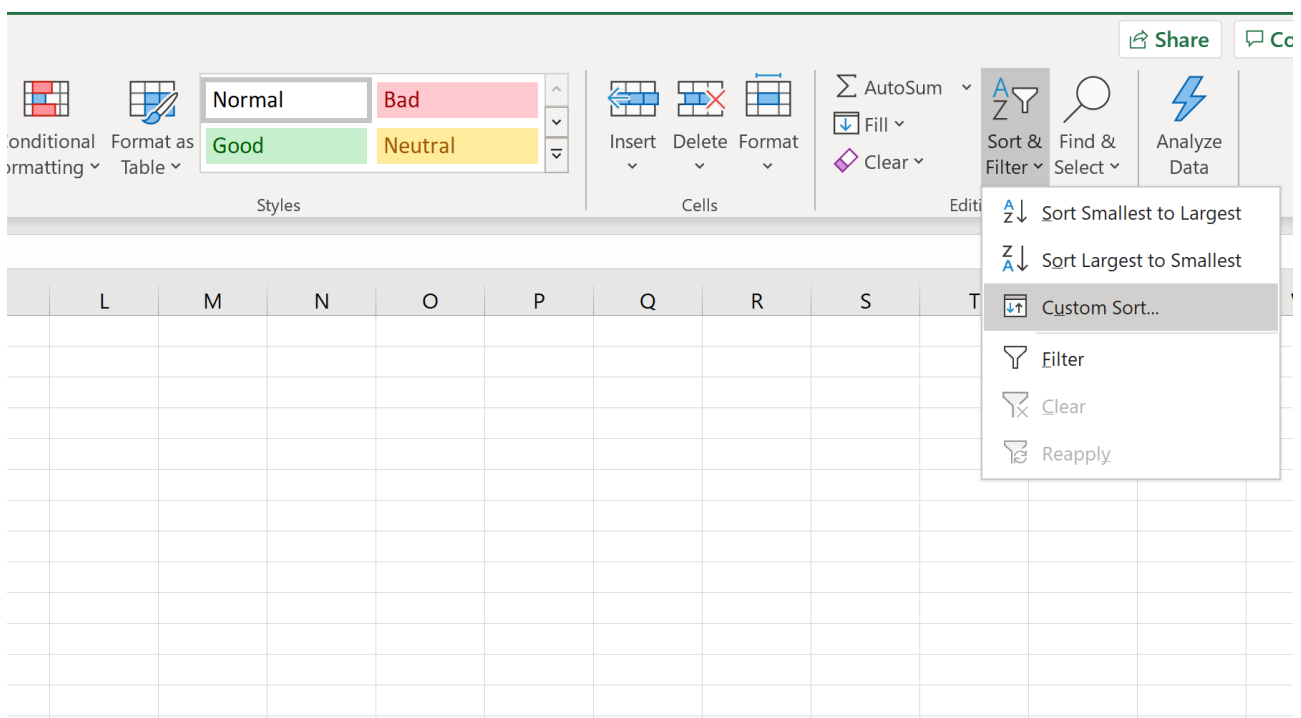 Share
Co
Normal
Bad
Good
Neutral
onditional
ormatting
Format as
Table
Insert
Delete
Format
AutoSum
Fill
Clear
Sort &
Filter
Find &
Select
Analyze
Data
Styles
Cells
Editi
Sort Smallest to Largest
Sort Largest to Smallest
Custom Sort...
Filter
Clear
Reapply
L M N O P Q R S T